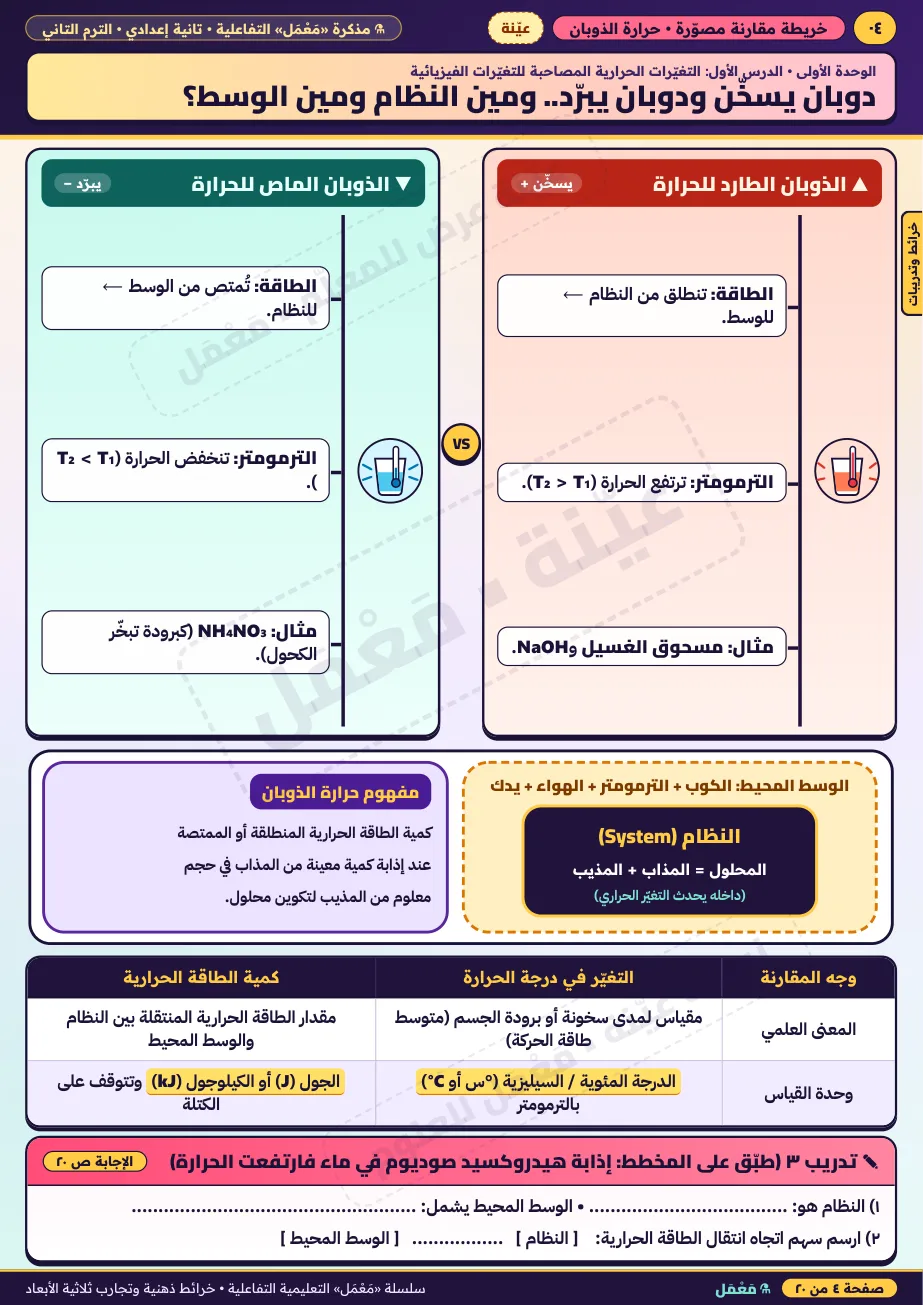 ٠٤
خريطة مقارنة مصوّرة • حرارة الذوبان
عيّنة
مذكرة «مَعْمَل» التفاعلية • تانية إعدادي • الترم التاني
الوحدة الأولى • الدرس الأول: التغيّرات الحرارية المصاحبة للتغيّرات الفيزيائية
دوبان يسخّن ودوبان يبرّد.. ومين النظام ومين الوسط؟
خرائط وتدريبات
▲ الذوبان الطارد للحرارة
يسخّن +
الطاقة: تنطلق من النظام ←
للوسط.
الترمومتر: ترتفع الحرارة (T₂ > T₁).
مثال: مسحوق الغسيل وNaOH.
VS
▼ الذوبان الماص للحرارة
يبرّد −
الطاقة: تُمتص من الوسط ←
للنظام.
الترمومتر: تنخفض الحرارة (T₂ < T₁
).
مثال: NH₄NO₃ (كبرودة تبخّر
الكحول).
الوسط المحيط: الكوب + الترمومتر + الهواء + يدك
النظام (System)
المحلول = المذاب + المذيب
(داخله يحدث التغيّر الحراري)
مفهوم حرارة الذوبان
كمية الطاقة الحرارية المنطلقة أو الممتصة
عند إذابة كمية معينة من المذاب في حجم
معلوم من المذيب لتكوين محلول.
وجه المقارنة
التغيّر في درجة الحرارة
كمية الطاقة الحرارية
المعنى العلمي
مقياس لمدى سخونة أو برودة الجسم (متوسط
طاقة الحركة)
مقدار الطاقة الحرارية المنتقلة بين النظام
والوسط المحيط
وحدة القياس
الدرجة المئوية / السيليزية (°س أو °C)
بالترمومتر
الجول (J) أو الكيلوجول (kJ) وتتوقف على
الكتلة
✎ تدريب ٣ (طبّق على المخطط: إذابة هيدروكسيد صوديوم في ماء فارتفعت الحرارة)
الإجابة ص ٢٠
١) النظام هو: ................................... • الوسط المحيط يشمل: ..................................................
٢) ارسم سهم اتجاه انتقال الطاقة الحرارية: [ النظام ] ................ [ الوسط المحيط ]
صفحة ٤ من ٢٠
مَعْمَل
سلسلة «مَعْمَل» التعليمية التفاعلية • خرائط ذهنية وتجارب ثلاثية الأبعاد
عيّنة • مَعْمَل